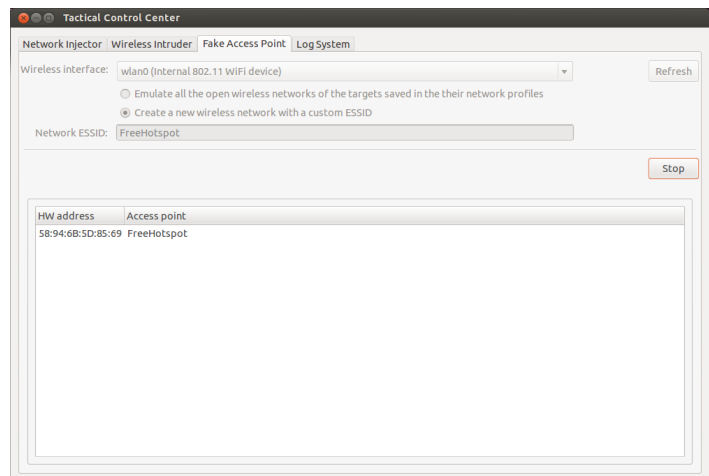 Tactical Control Center
Network Injector Wireless Intruder Fake Access Point Log System
Wireless interface: wlan0 (Internal 802.11 WiFi device) Refresh
Emulate all the open wireless networks of the targets saved in the their network profiles
Create a new wireless network with a custom ESSID
Network ESSID: FreeHotspot
Stop
HW address Access point
58:94:6B:5D:85:69 FreeHotspot